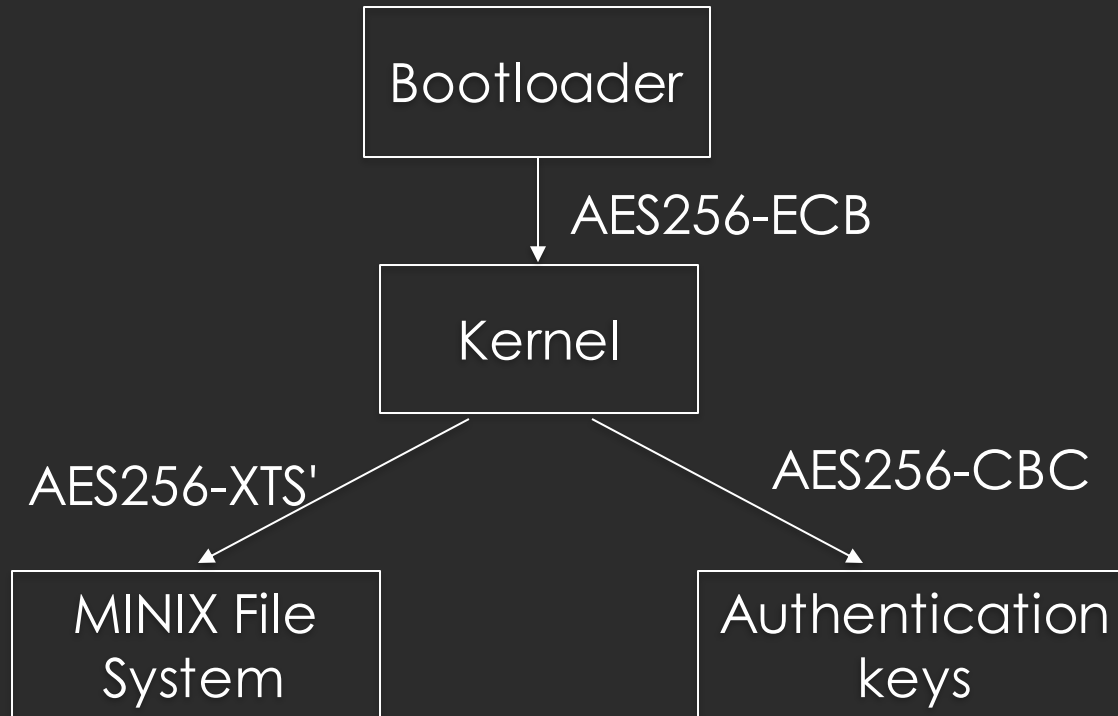 Bootloader
AES256-ECB
Kernel
AES256-XTS'
AES256-CBC
MINIX File
System
Authentication
keys